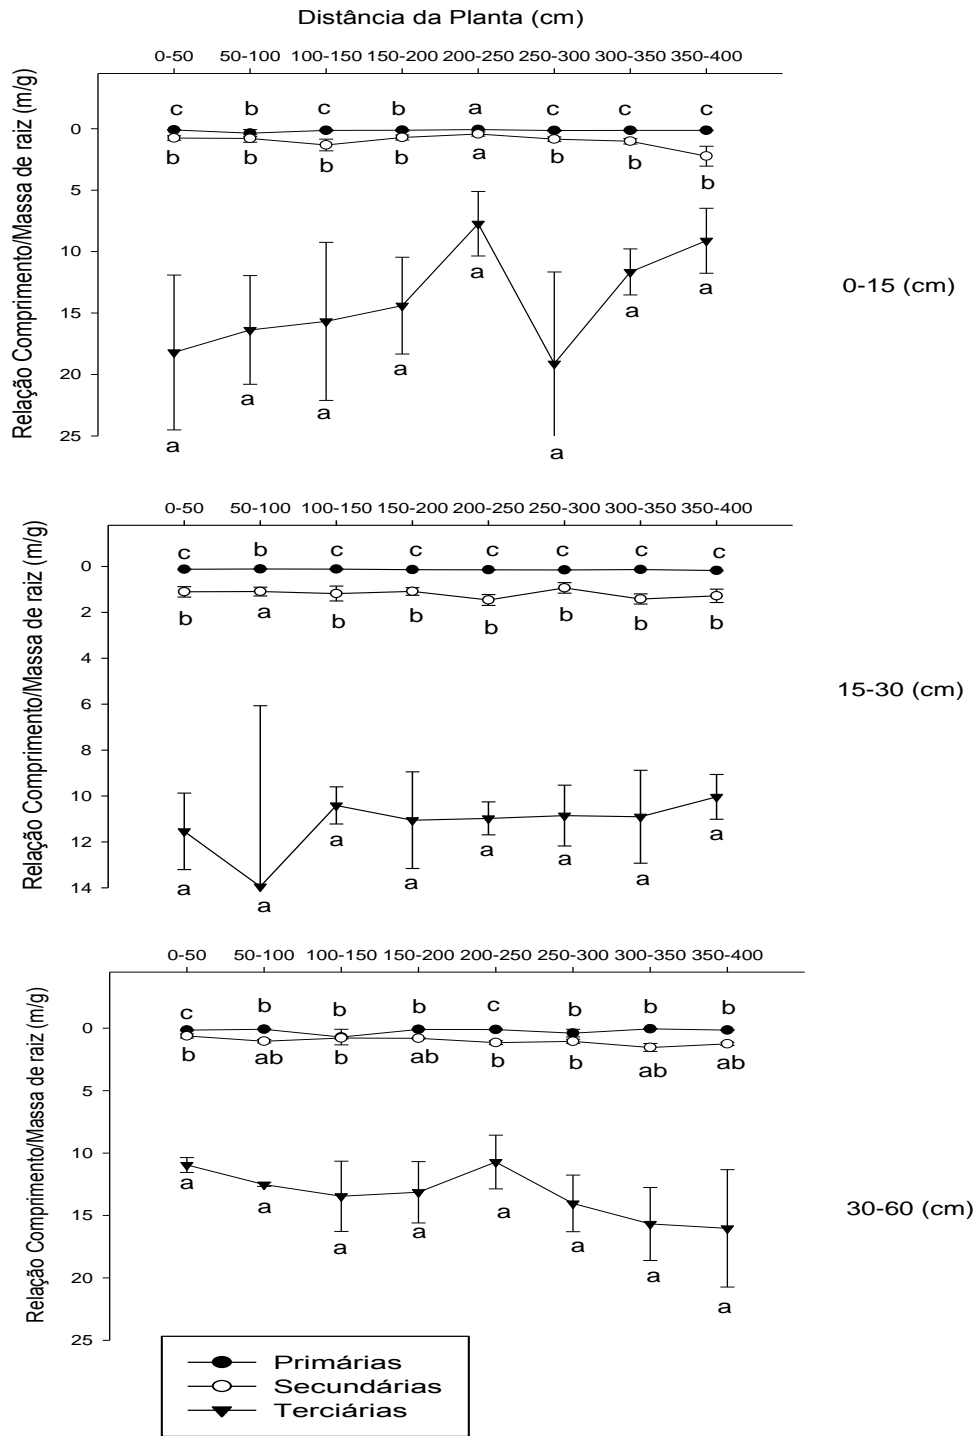 Distância da Planta (cm)
0-50 50-100 100-150 150-200 200-250 250-300 300-350 350-400
c b c b a c c c
0
b b b b a b b b
5
10
15
20
25
a a a a a a a a
Relação Comprimento/Massa de raiz (m/g)
0-15 (cm)
0-50 50-100 100-150 150-200 200-250 250-300 300-350 350-400
c b c c c c c c
0
2
b a b b b b b b
4
6
8
10
12
14
a a a a a a a a
Relação Comprimento/Massa de raiz (m/g)
15-30 (cm)
0-50 50-100 100-150 150-200 200-250 250-300 300-350 350-400
c b b b c b b b
0
b ab b ab b b ab ab
5
10
15
20
25
a a a a a a a a
Relação Comprimento/Massa de raiz (m/g)
30-60 (cm)
Primárias
Secundárias
Terciárias